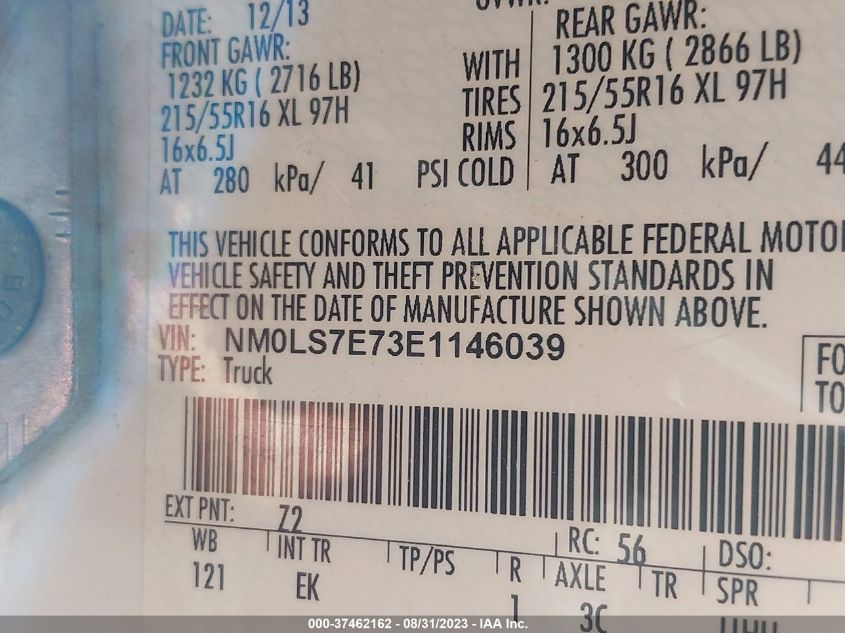 DATE: 12/13
FRONT GAWR:
1232 KG ( 2716 LB)
215/55R16 XL 97H
16x6.5J
AT 280 kPa/ 41 PSI COLD
WITH
TIRES
RIMS
REAR GAWR:
1300 KG ( 2866 LB)
215/55R16 XL 97H
16x6.5J
AT 300 kPa/ 44
THIS VEHICLE CONFORMS TO ALL APPLICABLE FEDERAL MOTO
VEHICLE SAFETY AND THEFT PREVENTION STANDARDS IN
EFFECT ON THE DATE OF MANUFACTURE SHOWN ABOVE.
VIN: NM0LS7E73E1146039
TYPE: Truck
FO
TO
EXT PNT: Z2
RC: 56 DSO:
WB INT TR TP/PS R AXLE TR SPR
121 EK 1 3C
000-37462162 - 08/31/2023 - IAA Inc.